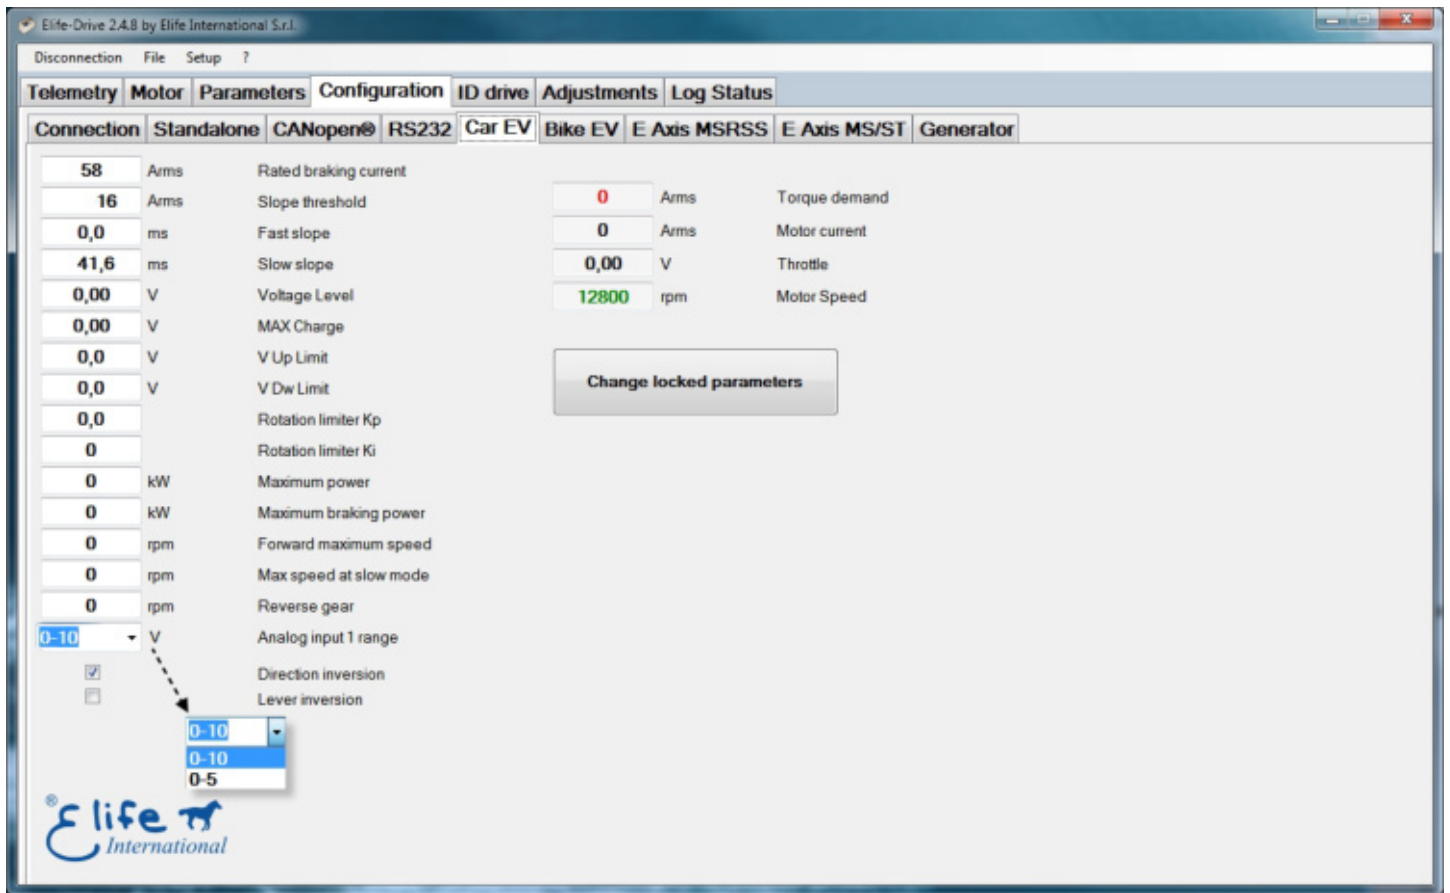 Elife-Drive 2.4.8 by Elife International S.r.l.
Disconnection File Setup ?
Telemetry Motor Parameters Configuration ID drive Adjustments Log Status
Connection Standalone CANopen® RS232 Car EV Bike EV E Axis MSRSS E Axis MS/ST Generator
58 Arms Rated braking current
16 Arms Slope threshold
0,0 ms Fast slope
41,6 ms Slow slope
0,00 V Voltage Level
0,00 V MAX Charge
0,0 V V Up Limit
0,0 V V Dw Limit
0,0 Rotation limiter Kp
0 Rotation limiter Ki
0 kW Maximum power
0 kW Maximum braking power
0 rpm Forward maximum speed
0 rpm Max speed at slow mode
0 rpm Reverse gear
0-10 V Analog input 1 range
Direction inversion
Lever inversion
0-10
0-10
0-5
0 Arms Torque demand
0 Arms Motor current
0,00 V Throttle
12800 rpm Motor Speed
Change locked parameters
® Elife
International